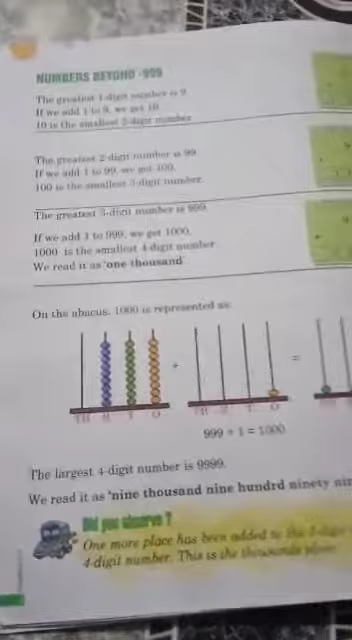 NUMBERS BEYOND -999
The greatest 1-digit number is 9
If we add 1 to 9, we get 10
10 is the smallest 2-digit number
The greatest 2-digit number is 99
If we add 1 to 99, we get 100,
100 is the smallest 3-digit number.
The greatest 3-digit number is 999.
If we add 1 to 999, we get 1000,
1000 is the smallest 4-digit number
We read it as 'one thousand'
On the abacus, 1000 is represented as
+
=
TH H T O
TH H T O
TH
999 + 1 = 1000
The largest 4-digit number is 9999.
We read it as 'nine thousand nine hundrd ninety
Did you observe ?
One more place has been added to the 3-digit
4-digit number. This is the thousands place.